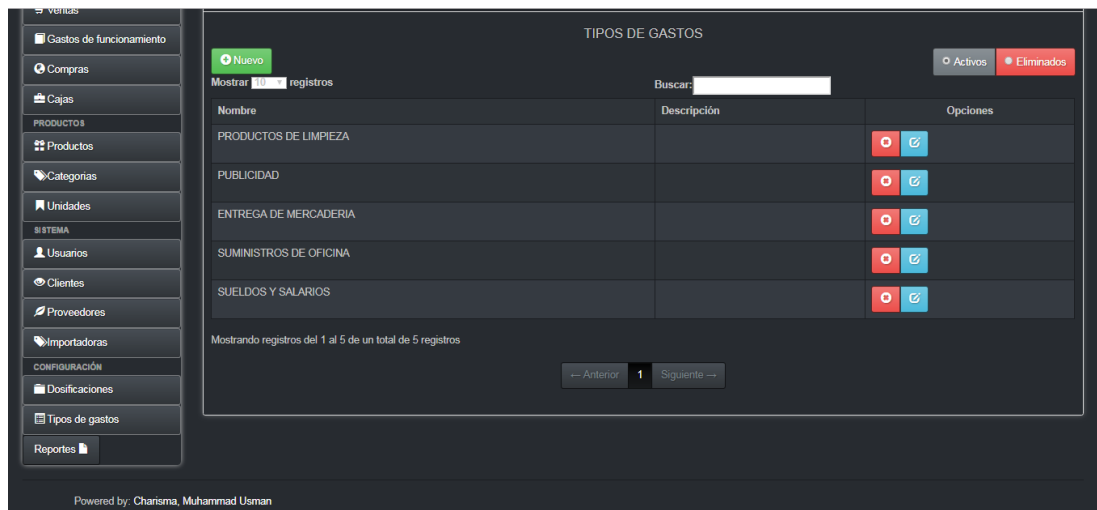 Ventas
Gastos de funcionamiento
Compras
Cajas
PRODUCTOS
Productos
Categorias
Unidades
SISTEMA
Usuarios
Clientes
Proveedores
Importadoras
CONFIGURACIÓN
Dosificaciones
Tipos de gastos
Reportes
TIPOS DE GASTOS
Nuevo
Activos Eliminados
Mostrar 10 registros
Buscar:
Nombre Descripción Opciones
PRODUCTOS DE LIMPIEZA
PUBLICIDAD
ENTREGA DE MERCADERIA
SUMINISTROS DE OFICINA
SUELDOS Y SALARIOS
Mostrando registros del 1 al 5 de un total de 5 registros
← Anterior 1 Siguiente →
Powered by: Charisma, Muhammad Usman